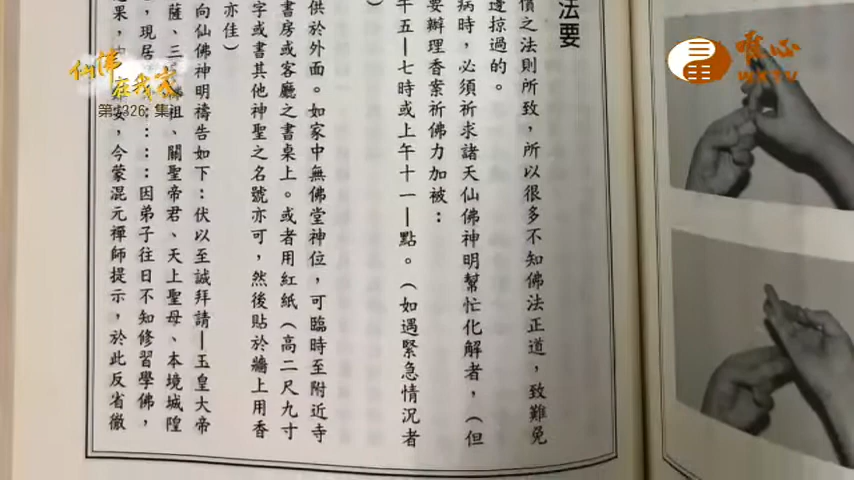 法要
償之法則所致，所以很多不知佛法正道，致難免
邊掠過的。
病時，必須祈求諸天仙佛神明幫忙化解者，（但
要辦理香案祈佛力加被：
午五—七時或上午十一—點。（如遇緊急情況者
）
供於外面。如家中無佛堂神位，可臨時至附近寺
書房或客廳之書桌上。或者用紅紙（高二尺九寸
字或書其他神聖之名號亦可，然後貼於牆上用香
亦佳）
向仙佛神明禱告如下：伏以至誠拜請—玉皇大帝
薩、三 祖、關聖帝君、天上聖母、本境城隍
，現居：：：：因弟子往日不知修習學佛，
果， 安，今蒙混元禪師提示，於此反省徹
仙佛在我家
第1326集
唯心
WXTV